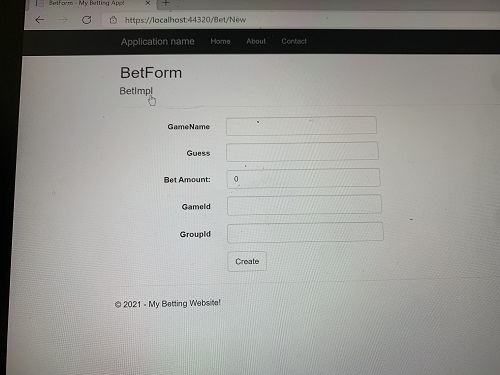 BetForm - My Betting App!
https://localhost:44320/Bet/New
Application name Home About Contact
BetForm
BetImpl
GameName
Guess
Bet Amount: 0
GameId
GroupId
Create
© 2021 - My Betting Website!